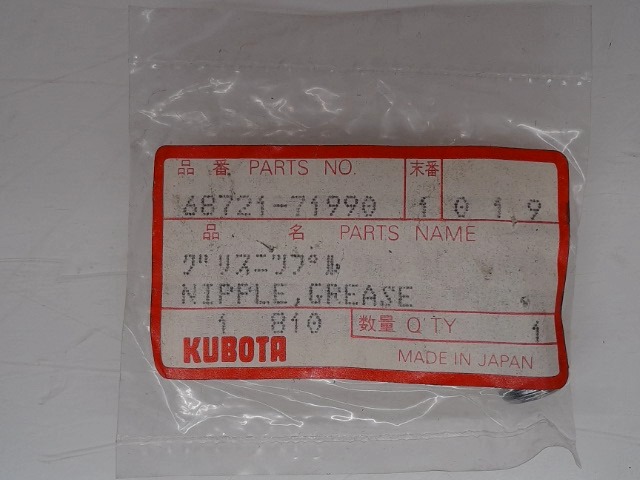 品番 PARTS NO. 末番
68721-71990 1 0 1.9
品名 PARTS NAME
グリスニツプル
NIPPLE,GREASE
1 810 数量 Q'TY 1
KUBOTA MADE IN JAPAN